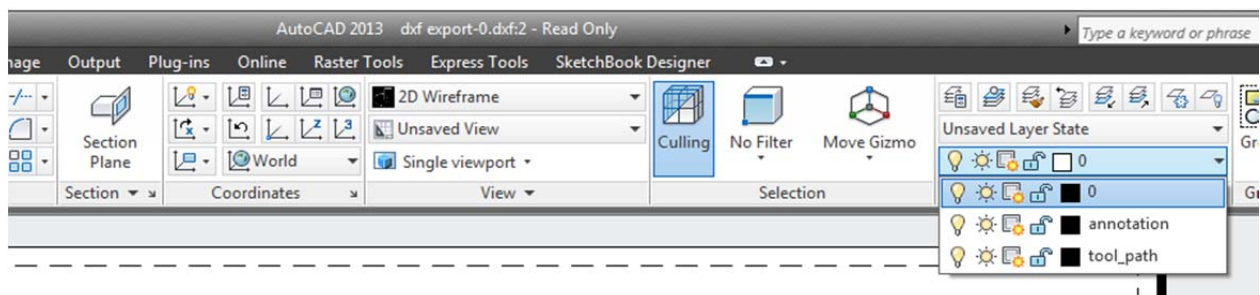 AutoCAD 2013 dxf export-0.dxf:2 - Read Only
Type a keyword or phrase
Output Plug-ins Online Raster Tools Express Tools SketchBook Designer
2D Wireframe
Unsaved View
Unsaved Layer State
Section Plane
Culling No Filter Move Gizmo
World
Single viewport
0
Section Coordinates View Selection
0
annotation
tool_path